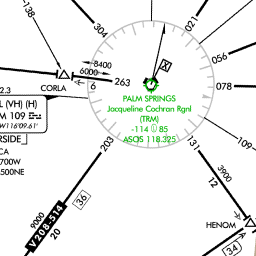 138
304
021
056
078
8400
6000
263
6
2.3
CORLA
L (VH) (H)
M 109
W116°09.61'
RSIDE
CA
700W
500NE
PALM SPRINGS
Jacqueline Cochran Rgnl
(TRM)
-114 85
ASOS 118.325
203
131
3900
12
36
9000
V 208-514
20
HENOM
34